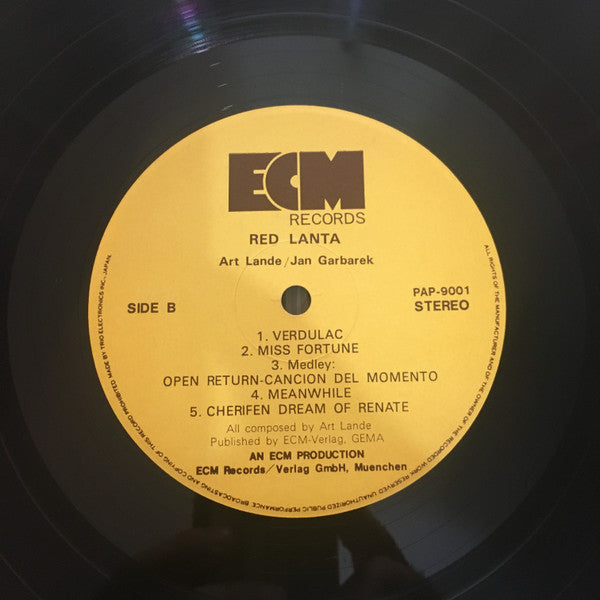 ECM
RECORDS
RED LANTA
Art Lande/Jan Garbarek
SIDE B
PAP-9001
STEREO
1. VERDULAC
2. MISS FORTUNE
3. Medley:
OPEN RETURN-CANCION DEL MOMENTO
4. MEANWHILE
5. CHERIFEN DREAM OF RENATE
All composed by Art Lande
Published by ECM-Verlag, GEMA
AN ECM PRODUCTION
ECM Records/Verlag GmbH, Muenchen
ALL RIGHTS OF THE MANUFACTURER AND OF THE OWNER OF THE RECORDED WORK RESERVED UNAUTHORIZED PUBLIC PERFORMANCE BROADCASTING AND COPYING OF THIS RECORD PROHIBITED MADE BY TRIO ELECTRONICS INC., JAPAN.